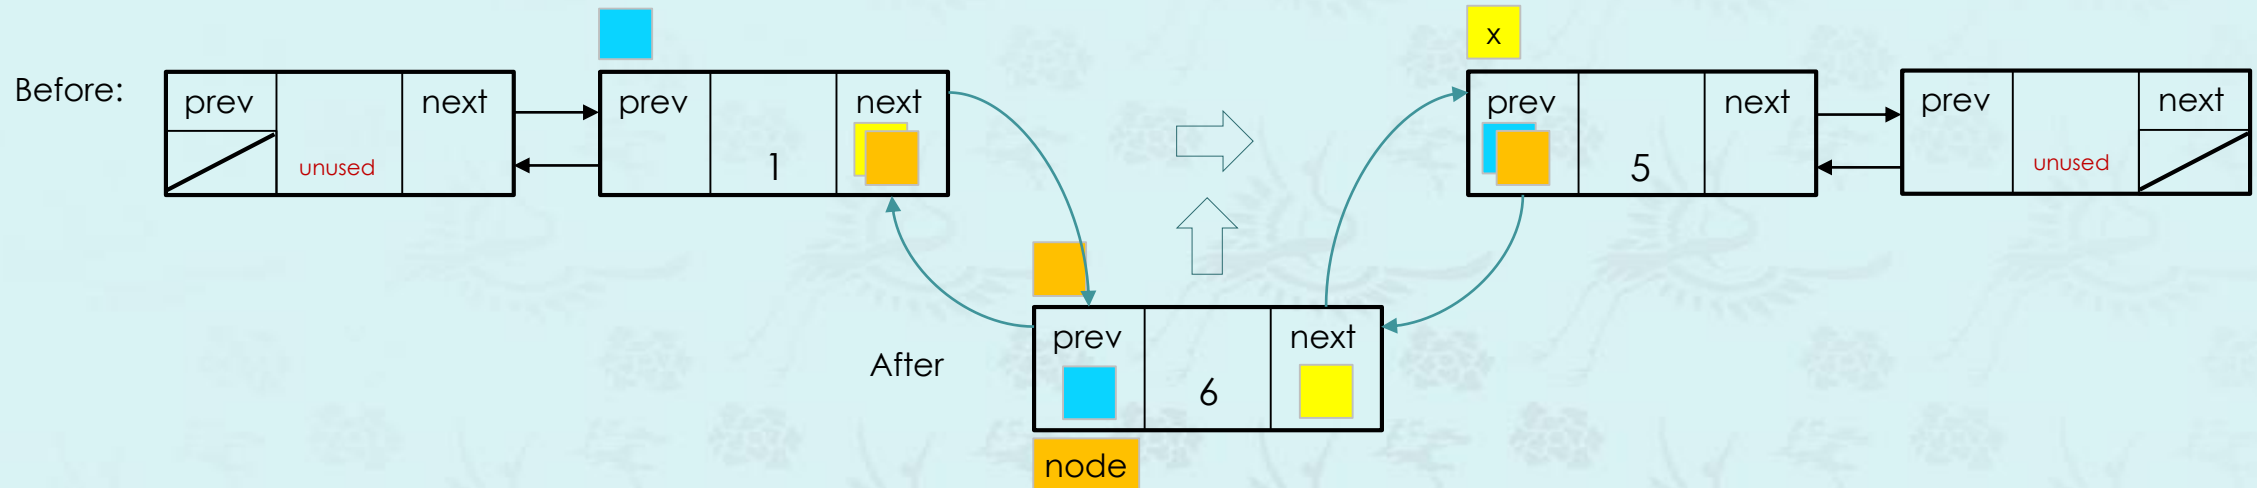 x
Before:
prev
next
prev
next
prev
next
prev
next
unused
1
5
unused
prev
next
After
6
node